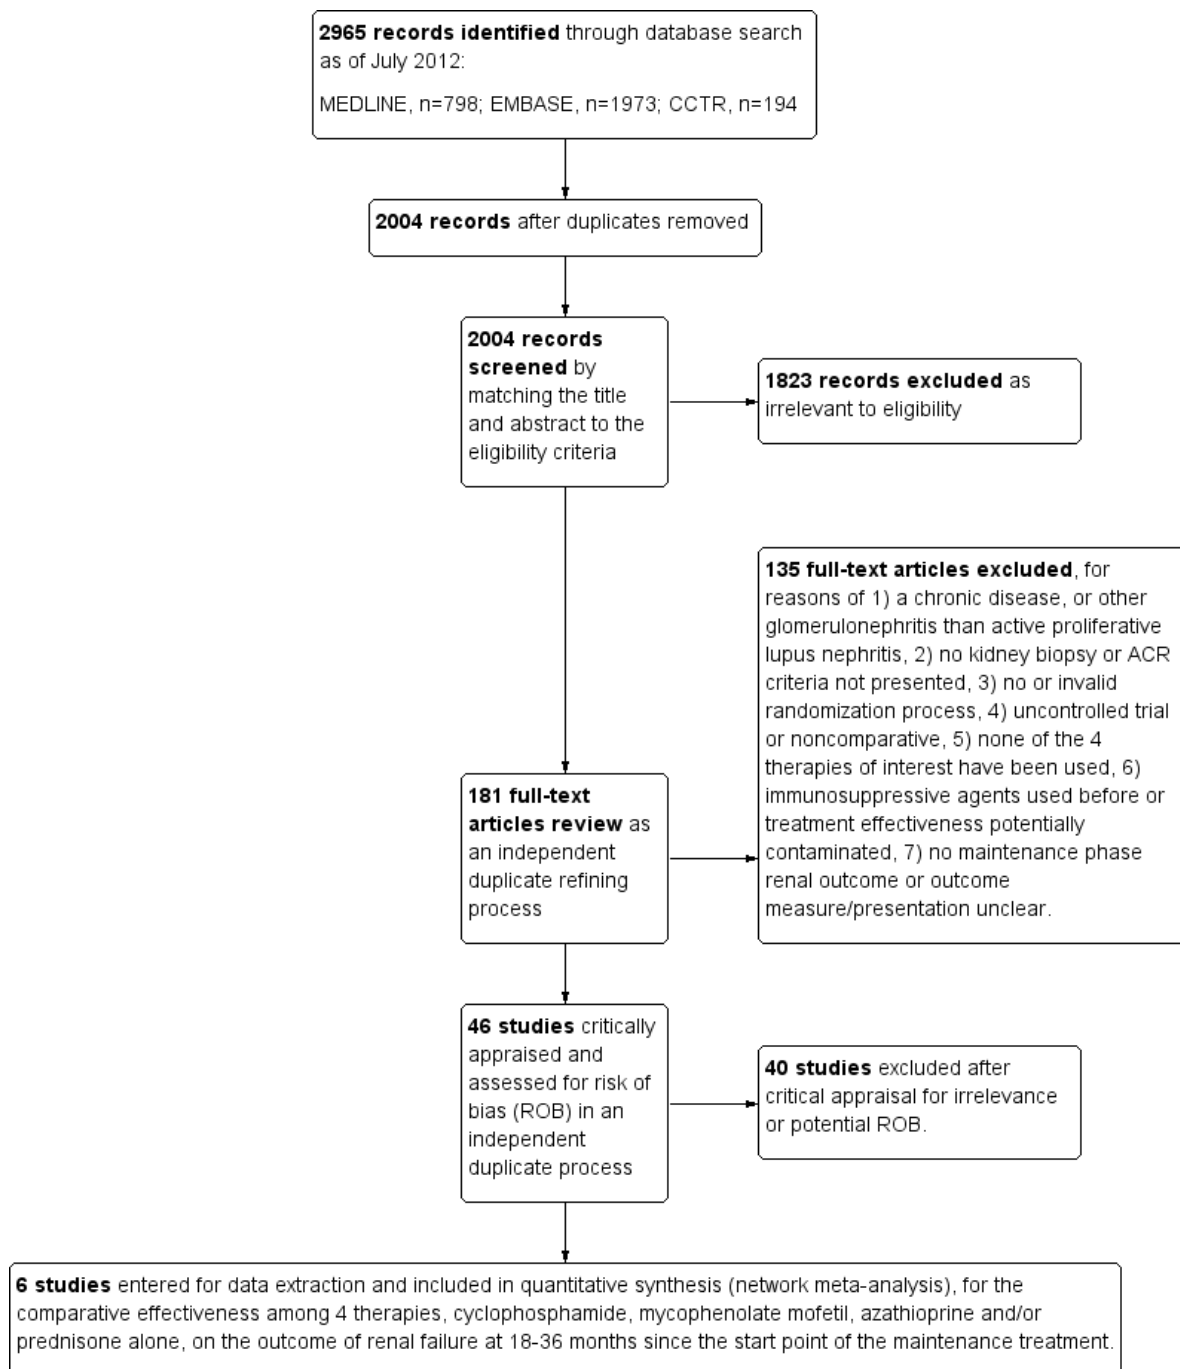 2965 records identified through database search
as of July 2012:
MEDLINE, n=798; EMBASE, n=1973; CCTR, n=194
2004 records after duplicates removed
2004 records
screened by
matching the title
and abstract to the
eligibility criteria
1823 records excluded as
irrelevant to eligibility
135 full-text articles excluded, for
reasons of 1) a chronic disease, or other
glomerulonephritis than active proliferative
lupus nephritis, 2) no kidney biopsy or ACR
criteria not presented, 3) no or invalid
randomization process, 4) uncontrolled trial
or noncomparative, 5) none of the 4
therapies of interest have been used, 6)
immunosuppressive agents used before or
treatment effectiveness potentially
contaminated, 7) no maintenance phase
renal outcome or outcome
measure/presentation unclear.
181 full-text
articles review as
an independent
duplicate refining
process
46 studies critically
appraised and
assessed for risk of
bias (ROB) in an
independent
duplicate process
40 studies excluded after
critical appraisal for irrelevance
or potential ROB.
6 studies entered for data extraction and included in quantitative synthesis (network meta-analysis), for the
comparative effectiveness among 4 therapies, cyclophosphamide, mycophenolate mofetil, azathioprine and/or
prednisone alone, on the outcome of renal failure at 18-36 months since the start point of the maintenance treatment.